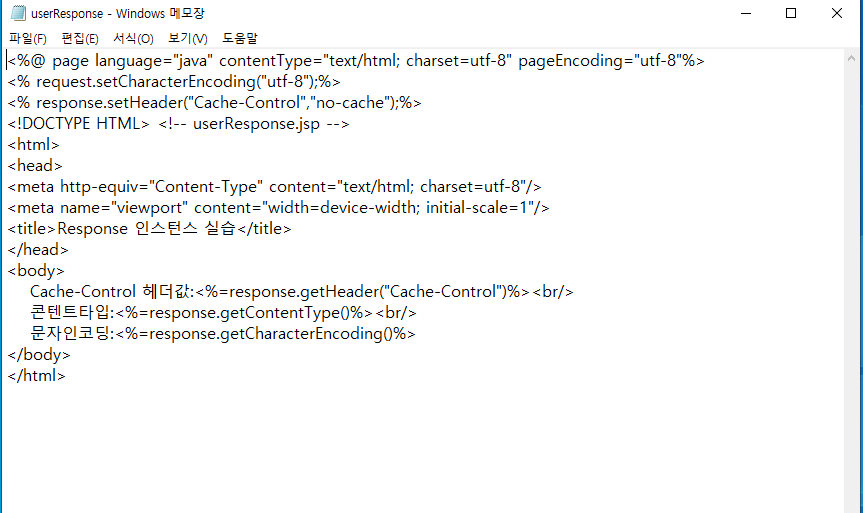 userResponse - Windows 메모장
파일(F) 편집(E) 서식(O) 보기(V) 도움말
<%@ page language="java" contentType="text/html; charset=utf-8" pageEncoding="utf-8"%>
<% request.setCharacterEncoding("utf-8");%>
<% response.setHeader("Cache-Control","no-cache");%>
<!DOCTYPE HTML> <!-- userResponse.jsp -->
<html>
<head>
<meta http-equiv="Content-Type" content="text/html; charset=utf-8"/>
<meta name="viewport" content="width=device-width; initial-scale=1"/>
<title>Response 인스턴스 실습</title>
</head>
<body>
    Cache-Control 헤더값:<%=response.getHeader("Cache-Control")%><br/>
    콘텐트타입:<%=response.getContentType()%><br/>
    문자인코딩:<%=response.getCharacterEncoding()%>
</body>
</html>